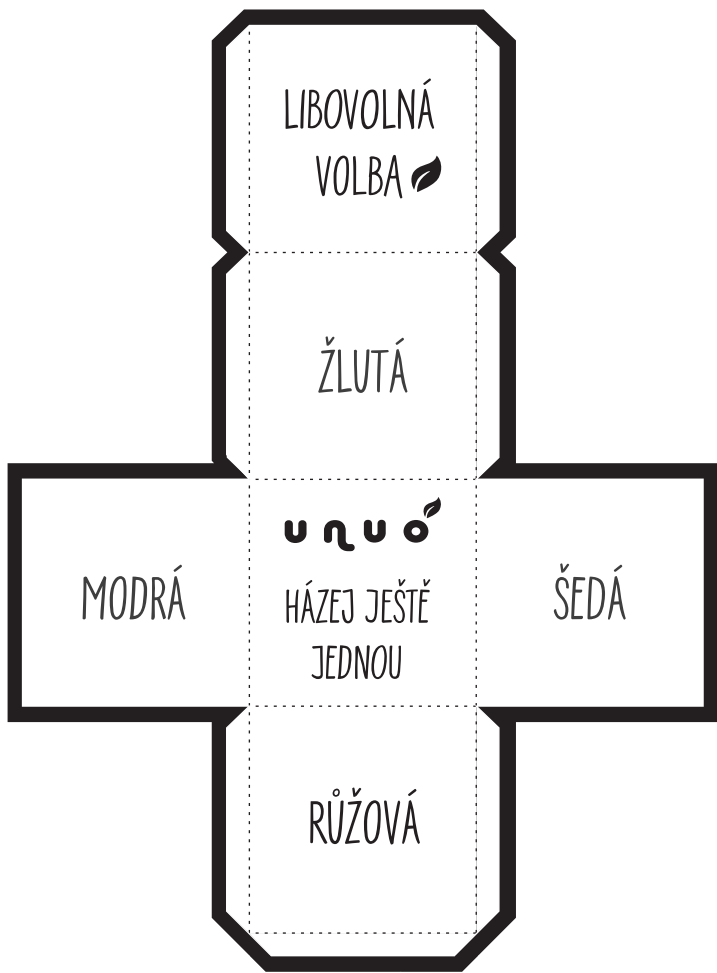 LIBOVOLNÁ
VOLBA
ŽLUTÁ
MODRÁ
unuo
HÁZEJ JEŠTĚ
JEDNOU
ŠEDÁ
RŮŽOVÁ